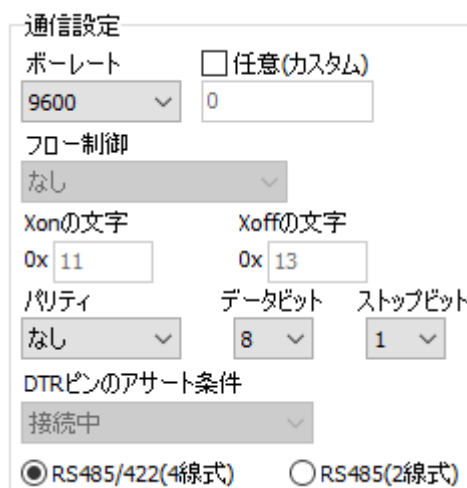 通信設定
ボーレート
任意(カスタム)
9600
0
フロー制御
なし
Xonの文字
Xoffの文字
0x 11
0x 13
パリティ
データビット
ストップビット
なし
8
1
DTRピンのアサート条件
接続中
RS485/422(4線式)
RS485(2線式)